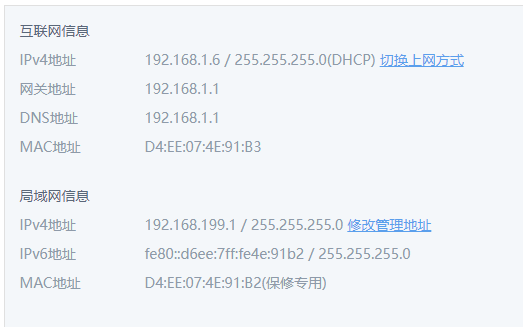 互联网信息
IPv4地址 192.168.1.6 / 255.255.255.0(DHCP) 切换上网方式
网关地址 192.168.1.1
DNS地址 192.168.1.1
MAC地址 D4:EE:07:4E:91:B3
局域网信息
IPv4地址 192.168.199.1 / 255.255.255.0 修改管理地址
IPv6地址 fe80::d6ee:7ff:fe4e:91b2 / 255.255.255.0
MAC地址 D4:EE:07:4E:91:B2(保修专用)